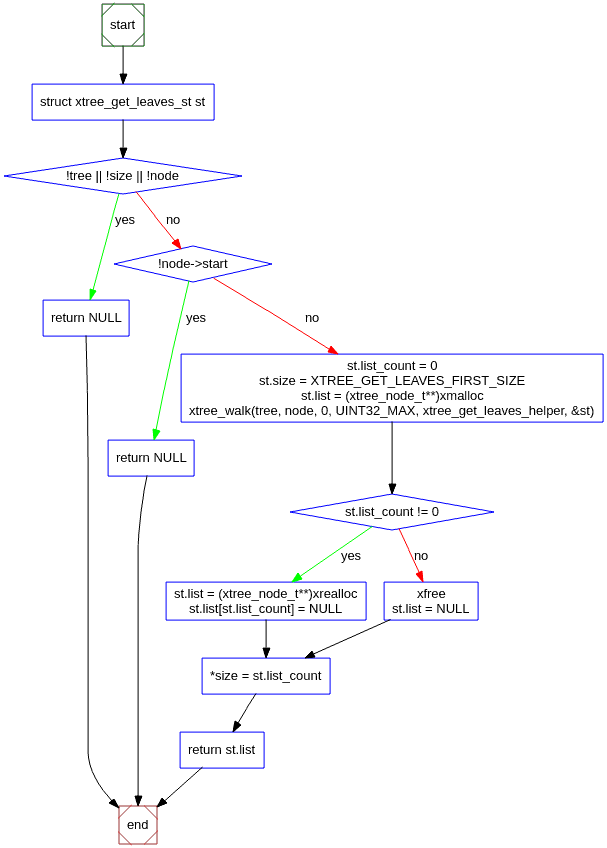 start
struct xtree_get_leaves_st st
!tree || !size || !node
yes
no
!node->start
return NULL
yes
no
st.list_count = 0
st.size = XTREE_GET_LEAVES_FIRST_SIZE
st.list = (xtree_node_t**)xmalloc
xtree_walk(tree, node, 0, UINT32_MAX, xtree_get_leaves_helper, &st)
return NULL
st.list_count != 0
yes
no
st.list = (xtree_node_t**)xrealloc
st.list[st.list_count] = NULL
xfree
st.list = NULL
*size = st.list_count
return st.list
end